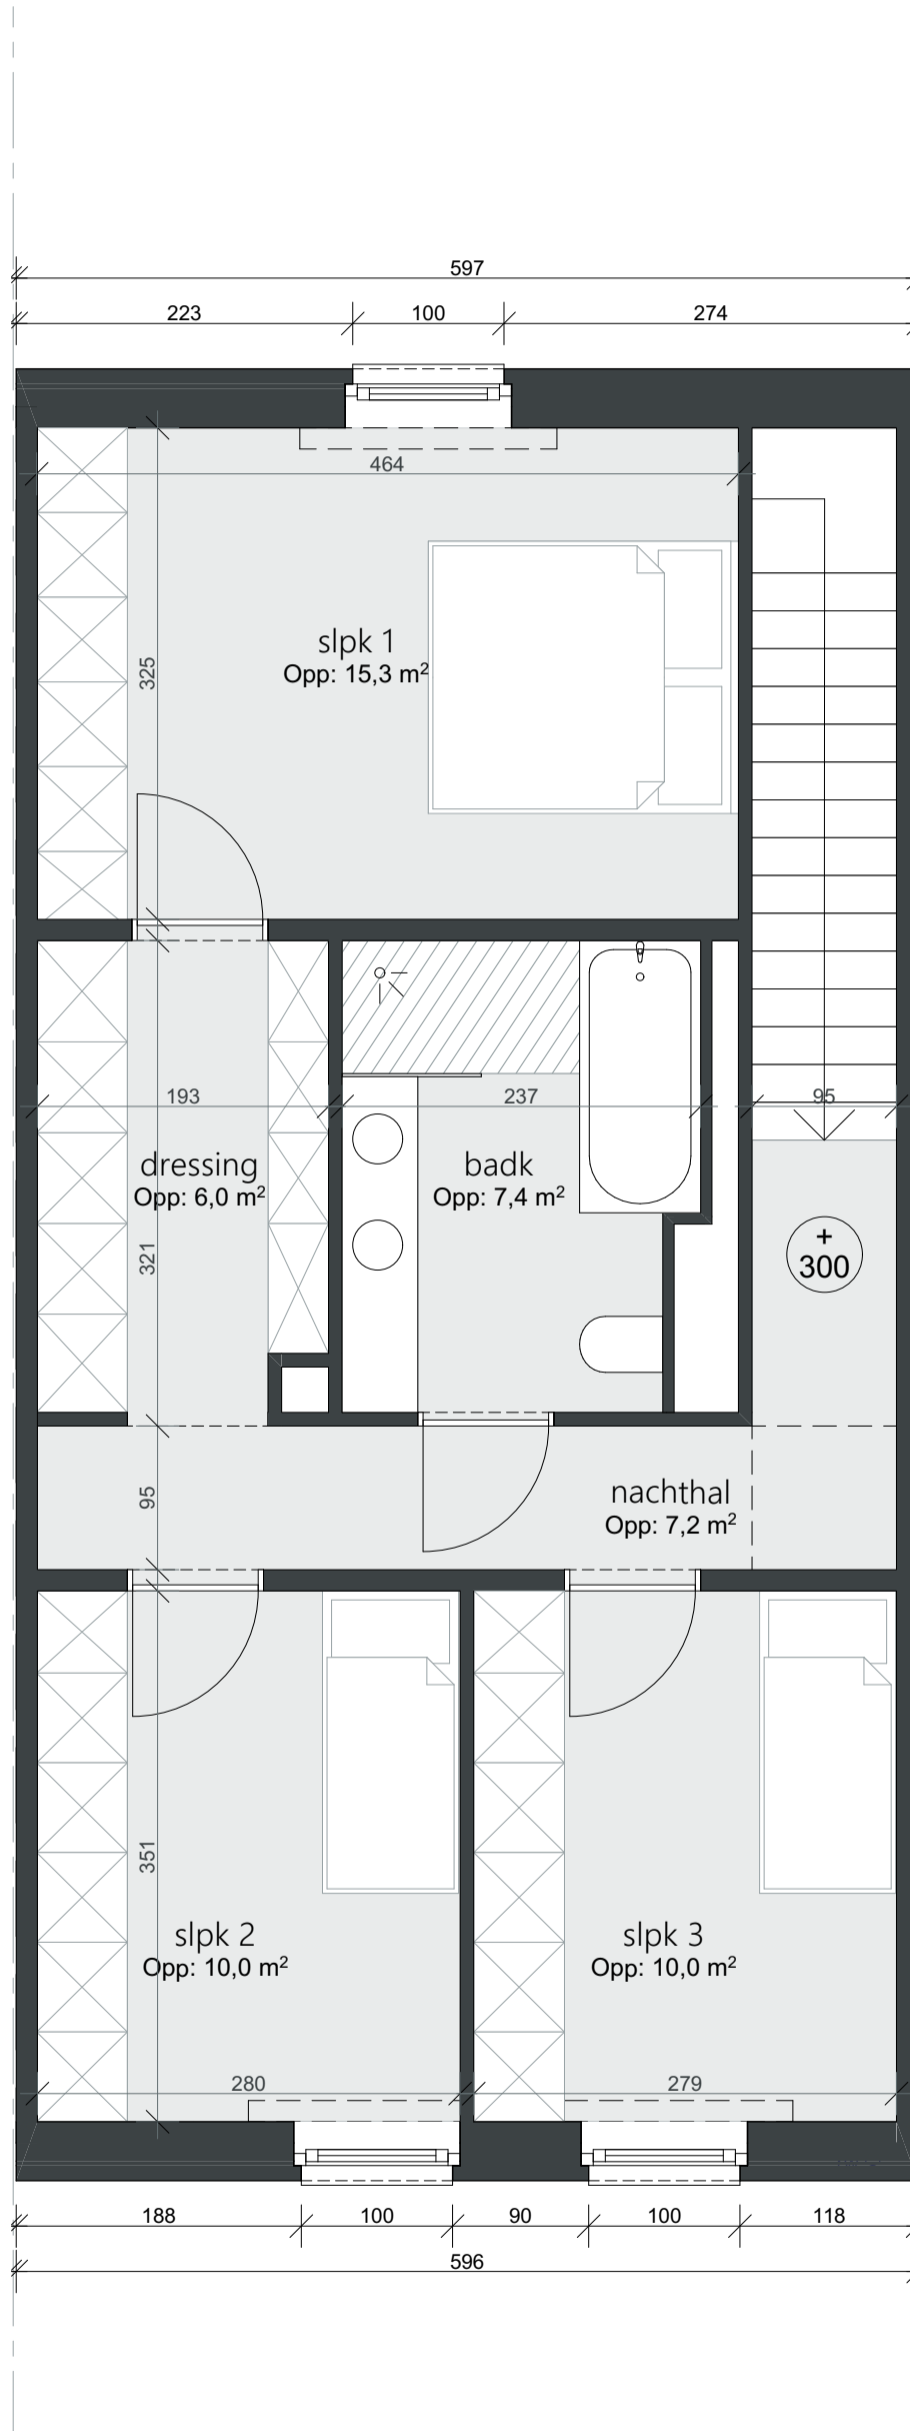 597
223
100
274
464
slpk 1
Opp: 15,3 m²
325
193
237
95
dressing
Opp: 6,0 m²
badk
Opp: 7,4 m²
321
+
300
95
nachthal
Opp: 7,2 m²
351
slpk 2
Opp: 10,0 m²
slpk 3
Opp: 10,0 m²
280
279
188
100
90
100
118
596